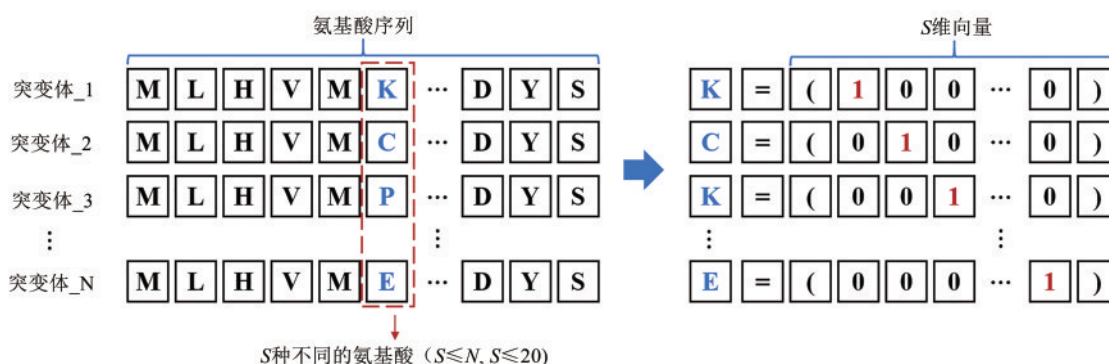 氨基酸序列
S维向量
突变体_1 M L H V M K ... D Y S K = ( 1 0 0 ... 0 )
突变体_2 M L H V M C ... D Y S C = ( 0 1 0 ... 0 )
突变体_3 M L H V M P ... D Y S K = ( 0 0 1 ... 0 )
突变体_N M L H V M E ... D Y S E = ( 0 0 0 ... 1 )
S种不同的氨基酸（S≤N, S≤20)